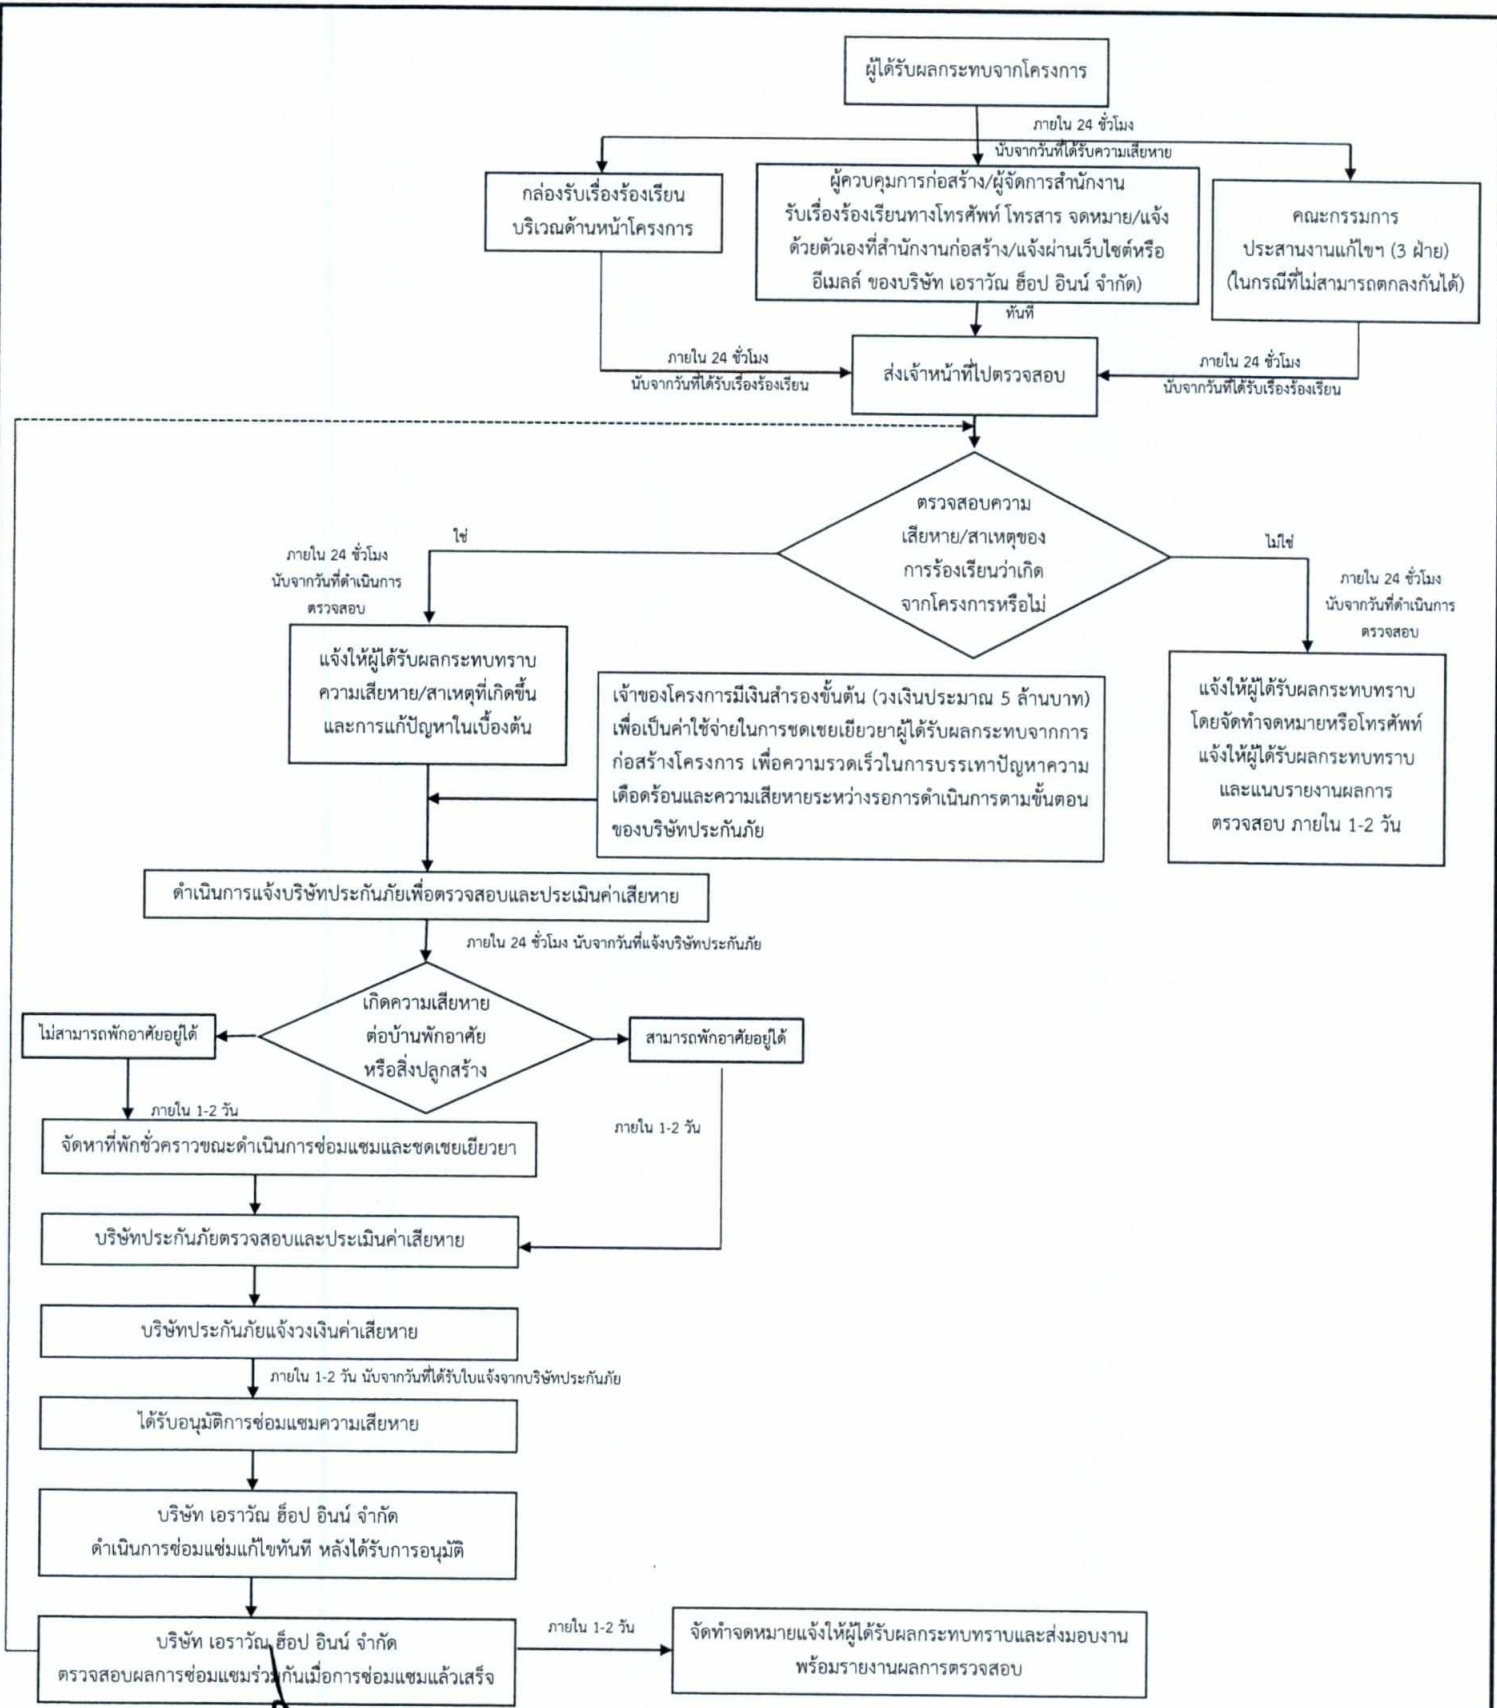 ผู้ได้รับผลกระทบจากโครงการ
ภายใน 24 ชั่วโมง
นับจากวันที่ได้รับความเสียหาย
กล่องรับเรื่องร้องเรียน
บริเวณด้านหน้าโครงการ
ผู้ควบคุมการก่อสร้าง/ผู้จัดการสำนักงาน
รับเรื่องร้องเรียนทางโทรศัพท์ โทรสาร จดหมาย/แจ้ง
ด้วยตัวเองที่สำนักงานก่อสร้าง/แจ้งผ่านเว็บไซต์หรือ
อีเมลล์ ของบริษัท เอราวัณ ฮ็อป อินน์ จำกัด)
คณะกรรมการ
ประสานงานแก้ไขฯ (3 ฝ่าย)
(ในกรณีที่ไม่สามารถตกลงกันได้)
ทันที
ภายใน 24 ชั่วโมง
นับจากวันที่ได้รับเรื่องร้องเรียน
ส่งเจ้าหน้าที่ไปตรวจสอบ
ภายใน 24 ชั่วโมง
นับจากวันที่ได้รับเรื่องร้องเรียน
ตรวจสอบความ
เสียหาย/สาเหตุของ
การร้องเรียนว่าเกิด
จากโครงการหรือไม่
ใช่
ไม่ใช่
ภายใน 24 ชั่วโมง
นับจากวันที่ดำเนินการ
ตรวจสอบ
ภายใน 24 ชั่วโมง
นับจากวันที่ดำเนินการ
ตรวจสอบ
แจ้งให้ผู้ได้รับผลกระทบทราบ
ความเสียหาย/สาเหตุที่เกิดขึ้น
และการแก้ปัญหาในเบื้องต้น
เจ้าของโครงการมีเงินสำรองขั้นต้น (วงเงินประมาณ 5 ล้านบาท)
เพื่อเป็นค่าใช้จ่ายในการชดเชยเยียวยาผู้ได้รับผลกระทบจากการ
ก่อสร้างโครงการ เพื่อความรวดเร็วในการบรรเทาปัญหาความ
เดือดร้อนและความเสียหายระหว่างรอการดำเนินการตามขั้นตอน
ของบริษัทประกันภัย
แจ้งให้ผู้ได้รับผลกระทบทราบ
โดยจัดทำจดหมายหรือโทรศัพท์
แจ้งให้ผู้ได้รับผลกระทบทราบ
และแนบรายงานผลการ
ตรวจสอบ ภายใน 1-2 วัน
ดำเนินการแจ้งบริษัทประกันภัยเพื่อตรวจสอบและประเมินค่าเสียหาย
ภายใน 24 ชั่วโมง นับจากวันที่แจ้งบริษัทประกันภัย
เกิดความเสียหาย
ต่อบ้านพักอาศัย
หรือสิ่งปลูกสร้าง
ไม่สามารถพักอาศัยอยู่ได้
สามารถพักอาศัยอยู่ได้
ภายใน 1-2 วัน
ภายใน 1-2 วัน
จัดหาที่พักชั่วคราวขณะดำเนินการซ่อมแซมและชดเชยเยียวยา
บริษัทประกันภัยตรวจสอบและประเมินค่าเสียหาย
บริษัทประกันภัยแจ้งวงเงินค่าเสียหาย
ภายใน 1-2 วัน นับจากวันที่ได้รับใบแจ้งจากบริษัทประกันภัย
ได้รับอนุมัติการซ่อมแซมความเสียหาย
บริษัท เอราวัณ ฮ็อป อินน์ จำกัด
ดำเนินการซ่อมแซ่มแก้ไขทันที หลังได้รับการอนุมัติ
บริษัท เอราวัณ ฮ็อป อินน์ จำกัด
ตรวจสอบผลการซ่อมแซมร่วมกันเมื่อการซ่อมแซมแล้วเสร็จ
ภายใน 1-2 วัน
จัดทำจดหมายแจ้งให้ผู้ได้รับผลกระทบทราบและส่งมอบงาน
พร้อมรายงานผลการตรวจสอบ